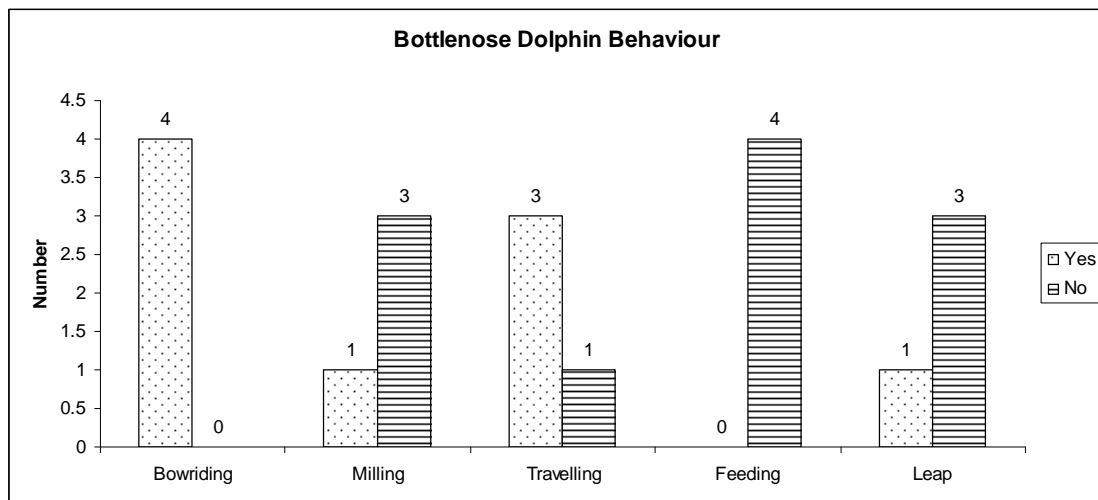 Bottlenose Dolphin Behaviour
4.5
4
3.5
3
2.5
2
1.5
1
0.5
0
Number
4
0
1
3
3
1
0
4
1
3
Bowriding
Milling
Travelling
Feeding
Leap
Yes
No